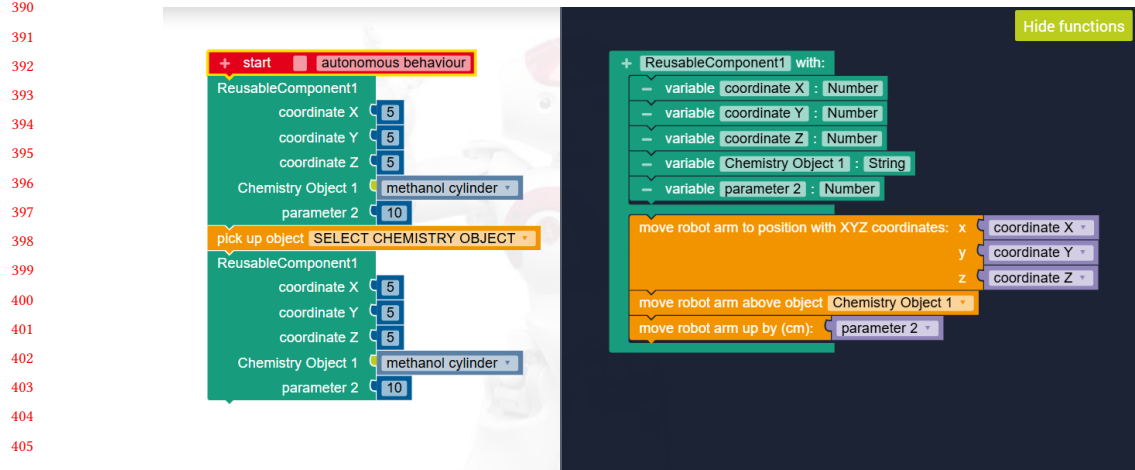 390
391
392
393
394
395
396
397
398
399
400
401
402
403
404
405
+ start autonomous behaviour
ReusableComponent1
coordinate X 5
coordinate Y 5
coordinate Z 5
Chemistry Object 1 methanol cylinder
parameter 2 10
pick up object SELECT CHEMISTRY OBJECT
ReusableComponent1
coordinate X 5
coordinate Y 5
coordinate Z 5
Chemistry Object 1 methanol cylinder
parameter 2 10
Hide functions
+ ReusableComponent1 with:
– variable coordinate X : Number
– variable coordinate Y : Number
– variable coordinate Z : Number
– variable Chemistry Object 1 : String
– variable parameter 2 : Number
move robot arm to position with XYZ coordinates: x coordinate X
y coordinate Y
z coordinate Z
move robot arm above object Chemistry Object 1
move robot arm up by (cm): parameter 2